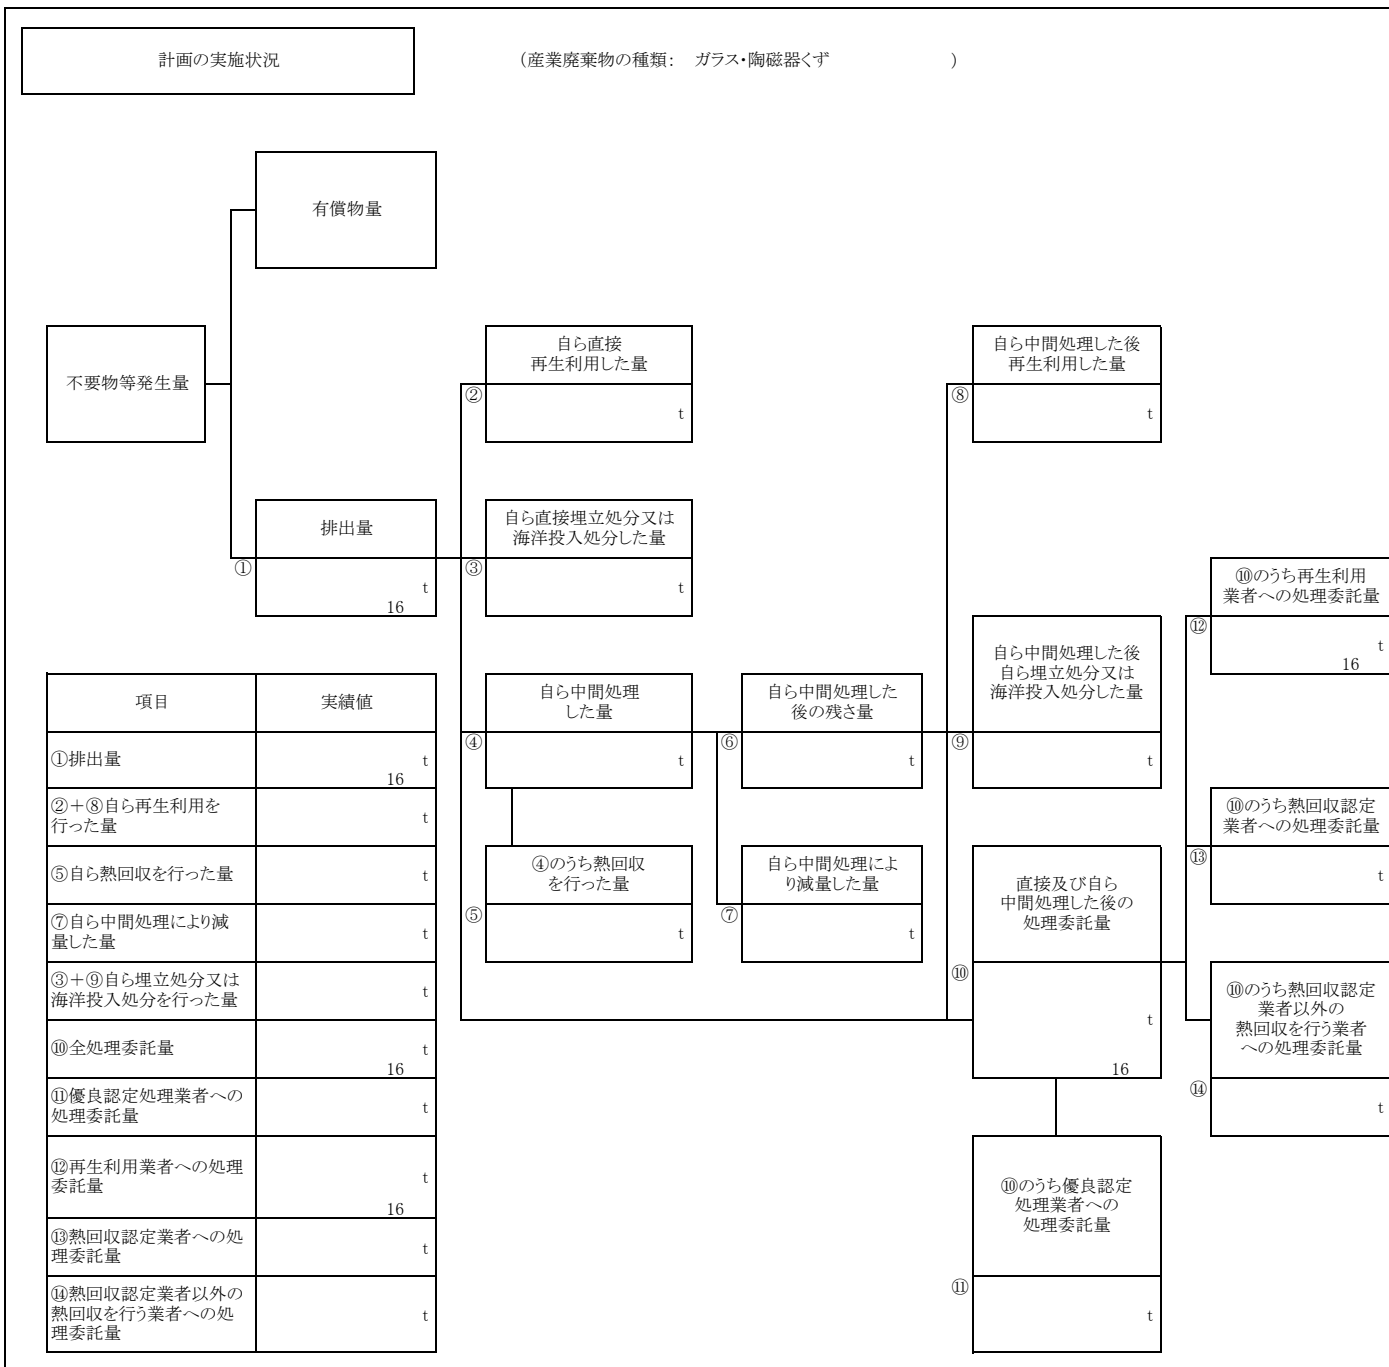 計画の実施状況
（産業廃棄物の種類： ガラス・陶磁器くず ）
有償物量
不要物等発生量
自ら直接
再生利用した量
②
t
自ら中間処理した後
再生利用した量
⑧
t
排出量
①
t
16
自ら直接埋立処分又は
海洋投入処分した量
③
t
⑩のうち再生利用
業者への処理委託量
⑫
t
16
自ら中間処理した後
自ら埋立処分又は
海洋投入処分した量
⑨
t
自ら中間処理
した量
④
t
自ら中間処理した
後の残さ量
⑥
t
⑩のうち熱回収認定
業者への処理委託量
⑬
t
④のうち熱回収
を行った量
⑤
t
自ら中間処理によ
り減量した量
⑦
t
直接及び自ら
中間処理した後の
処理委託量
⑩
t
16
⑩のうち熱回収認定
業者以外の
熱回収を行う業者
への処理委託量
⑭
t
⑩のうち優良認定
処理業者への
処理委託量
⑪
t
項目
実績値
①排出量
t
16
②＋⑧自ら再生利用を
行った量
t
⑤自ら熱回収を行った量
t
⑦自ら中間処理により減
量した量
t
③＋⑨自ら埋立処分又は
海洋投入処分を行った量
t
⑩全処理委託量
t
16
⑪優良認定処理業者への
処理委託量
t
⑫再生利用業者への処理
委託量
t
16
⑬熱回収認定業者への処
理委託量
t
⑭熱回収認定業者以外の
熱回収を行う業者への処
理委託量
t